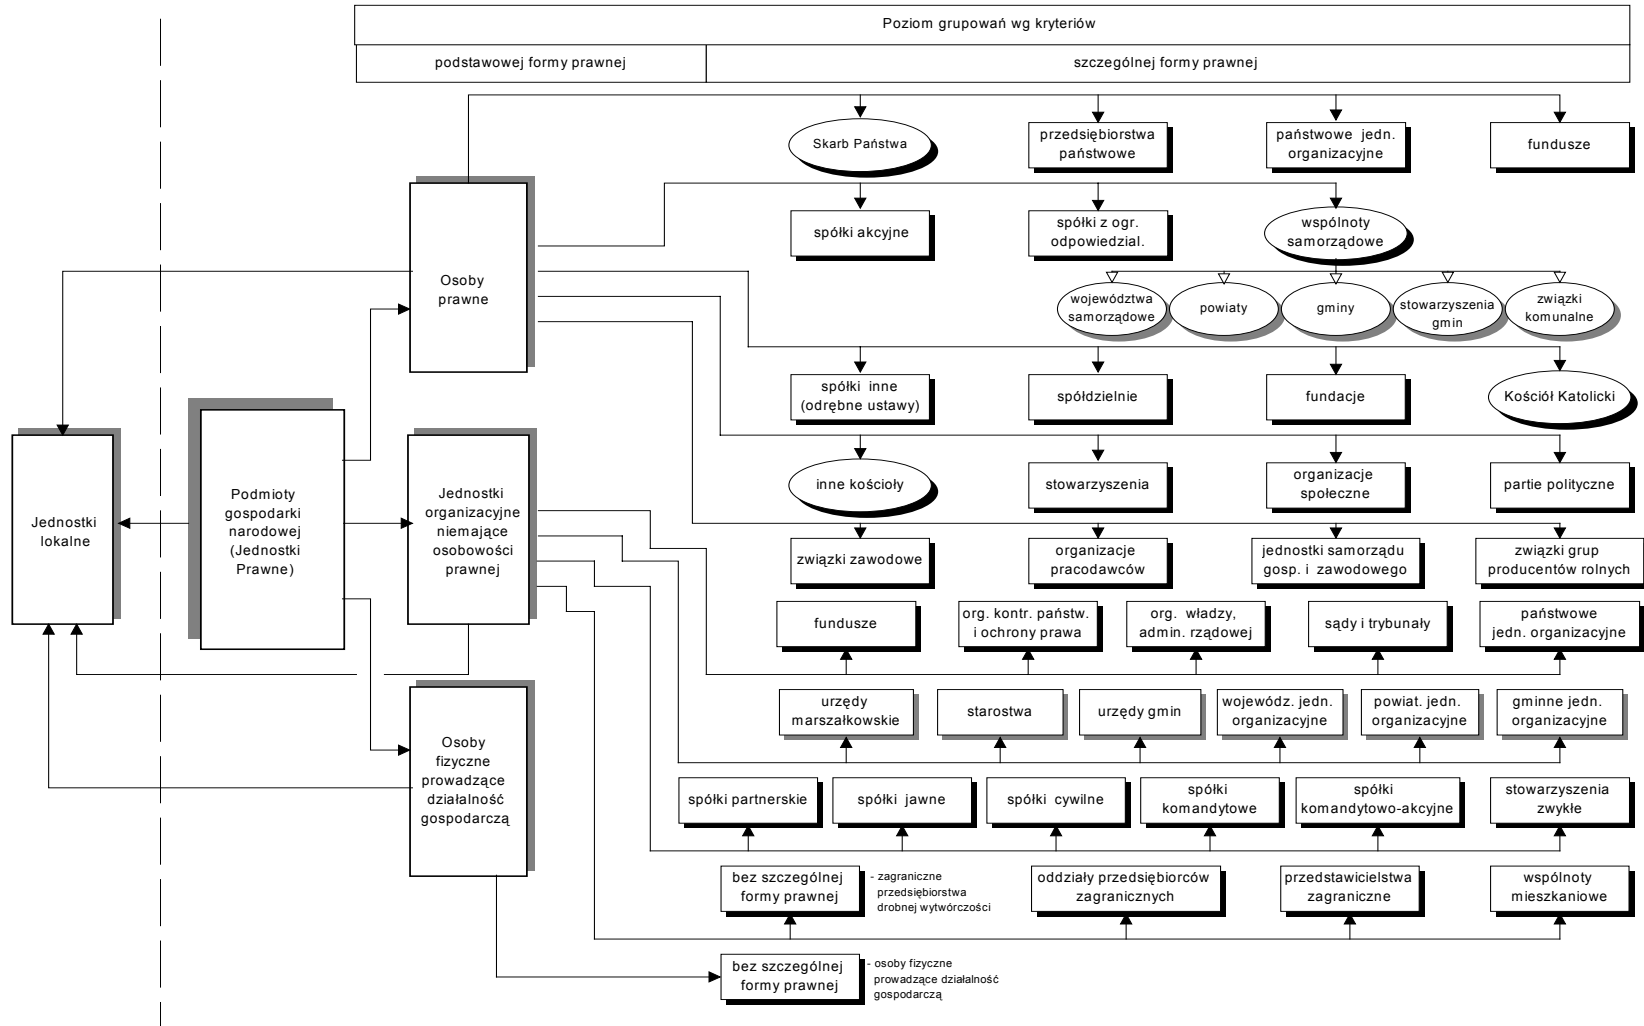 Poziom grupowań wg kryteriów
podstawowej formy prawnej
szczególnej formy prawnej
Skarb Państwa
przedsiębiorstwa
państwowe
państwowe jedn.
organizacyjne
fundusze
Osoby
prawne
spółki akcyjne
spółki z ogr.
odpowiedzial.
wspólnoty
samorządowe
województwa
samorządowe
powiaty
gminy
stowarzyszenia
gmin
związki
komunalne
spółki inne
(odrębne ustawy)
spółdzielnie
fundacje
Kościół Katolicki
inne kościoły
stowarzyszenia
organizacje
społeczne
partie polityczne
Jednostki
lokalne
Podmioty
gospodarki
narodowej
(Jednostki
Prawne)
Jednostki
organizacyjne
niemające
osobowości
prawnej
związki zawodowe
organizacje
pracodawców
jednostki samorządu
gosp. i zawodowego
związki grup
producentów rolnych
fundusze
org. kontr. państw.
i ochrony prawa
org. władzy,
admin. rządowej
sądy i trybunały
państwowe
jedn. organizacyjne
urzędy
marszałkowskie
starostwa
urzędy gmin
wojewódz. jedn.
organizacyjne
powiat. jedn.
organizacyjne
gminne jedn.
organizacyjne
Osoby
fizyczne
prowadzące
działalność
gospodarczą
spółki partnerskie
spółki jawne
spółki cywilne
spółki
komandytowe
spółki
komandytowo-akcyjne
stowarzyszenia
zwykłe
bez szczególnej
formy prawnej
- zagraniczne
przedsiębiorstwa
drobnej wytwórczości
oddziały przedsiębiorców
zagranicznych
przedstawicielstwa
zagraniczne
wspólnoty
mieszkaniowe
bez szczególnej
formy prawnej
- osoby fizyczne
prowadzące działalność
gospodarczą